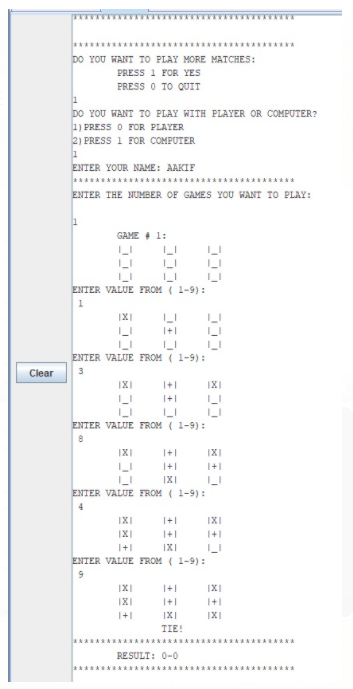 ****************************************
****************************************
DO YOU WANT TO PLAY MORE MATCHES:
PRESS 1 FOR YES
PRESS 0 TO QUIT
1
DO YOU WANT TO PLAY WITH PLAYER OR COMPUTER?
1)PRESS 0 FOR PLAYER
2)PRESS 1 FOR COMPUTER
1
ENTER YOUR NAME: AAKIF
****************************************
ENTER THE NUMBER OF GAMES YOU WANT TO PLAY:
1
GAME # 1:
|_| |_| |_|
|_| |_| |_|
|_| |_| |_|
ENTER VALUE FROM ( 1-9):
1
|X| |_| |_|
|_| |+| |_|
|_| |_| |_|
ENTER VALUE FROM ( 1-9):
Clear
3
|X| |+| |X|
|_| |+| |_|
|_| |_| |_|
ENTER VALUE FROM ( 1-9):
8
|X| |+| |X|
|_| |+| |+|
|_| |X| |_|
ENTER VALUE FROM ( 1-9):
4
|X| |+| |X|
|X| |+| |+|
|+| |X| |_|
ENTER VALUE FROM ( 1-9):
9
|X| |+| |X|
|X| |+| |+|
|+| |X| |X|
TIE!
****************************************
RESULT: 0-0
****************************************